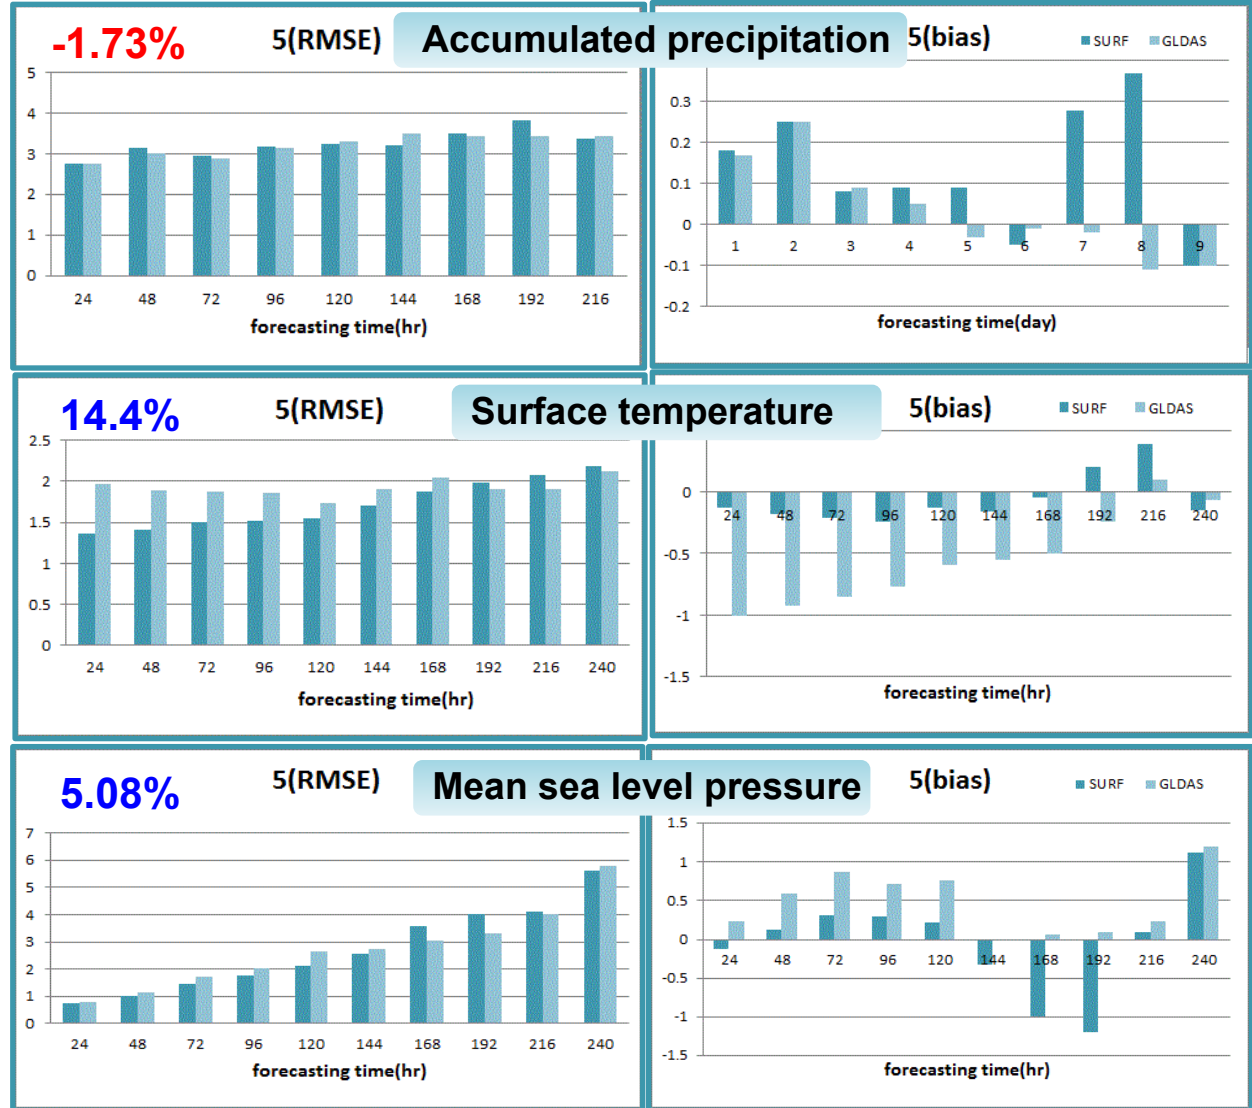 -1.73%
5(RMSE)
Accumulated precipitation
5(bias)
SURF GLDAS
5
4
3
2
1
0
24 48 72 96 120 144 168 192 216
forecasting time(hr)
0.3
0.2
0.1
0
-0.1
-0.2
1 2 3 4 5 6 7 8 9
forecasting time(day)
14.4%
5(RMSE)
Surface temperature
5(bias)
SURF GLDAS
2.5
2
1.5
1
0.5
0
24 48 72 96 120 144 168 192 216 240
forecasting time(hr)
0
-0.5
-1
-1.5
24 48 72 96 120 144 168 192 216 240
forecasting time(hr)
5.08%
5(RMSE)
Mean sea level pressure
5(bias)
SURF GLDAS
7
6
5
4
3
2
1
0
24 48 72 96 120 144 168 192 216 240
forecasting time(hr)
1.5
1
0.5
0
-0.5
-1
-1.5
24 48 72 96 120 144 168 192 216 240
forecasting time(hr)